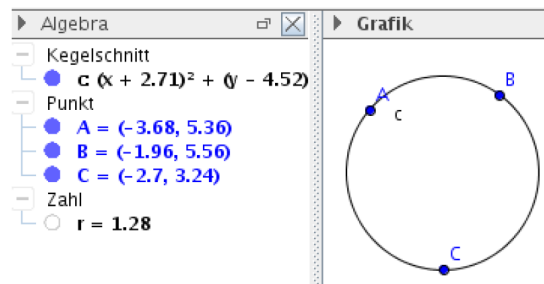 Algebra
Kegelschnitt
c: (x + 2.71)² + (y – 4.52)
Punkt
A = (–3.68, 5.36)
B = (–1.96, 5.56)
C = (–2.7, 3.24)
Zahl
r = 1.28
Grafik
A
B
c
C